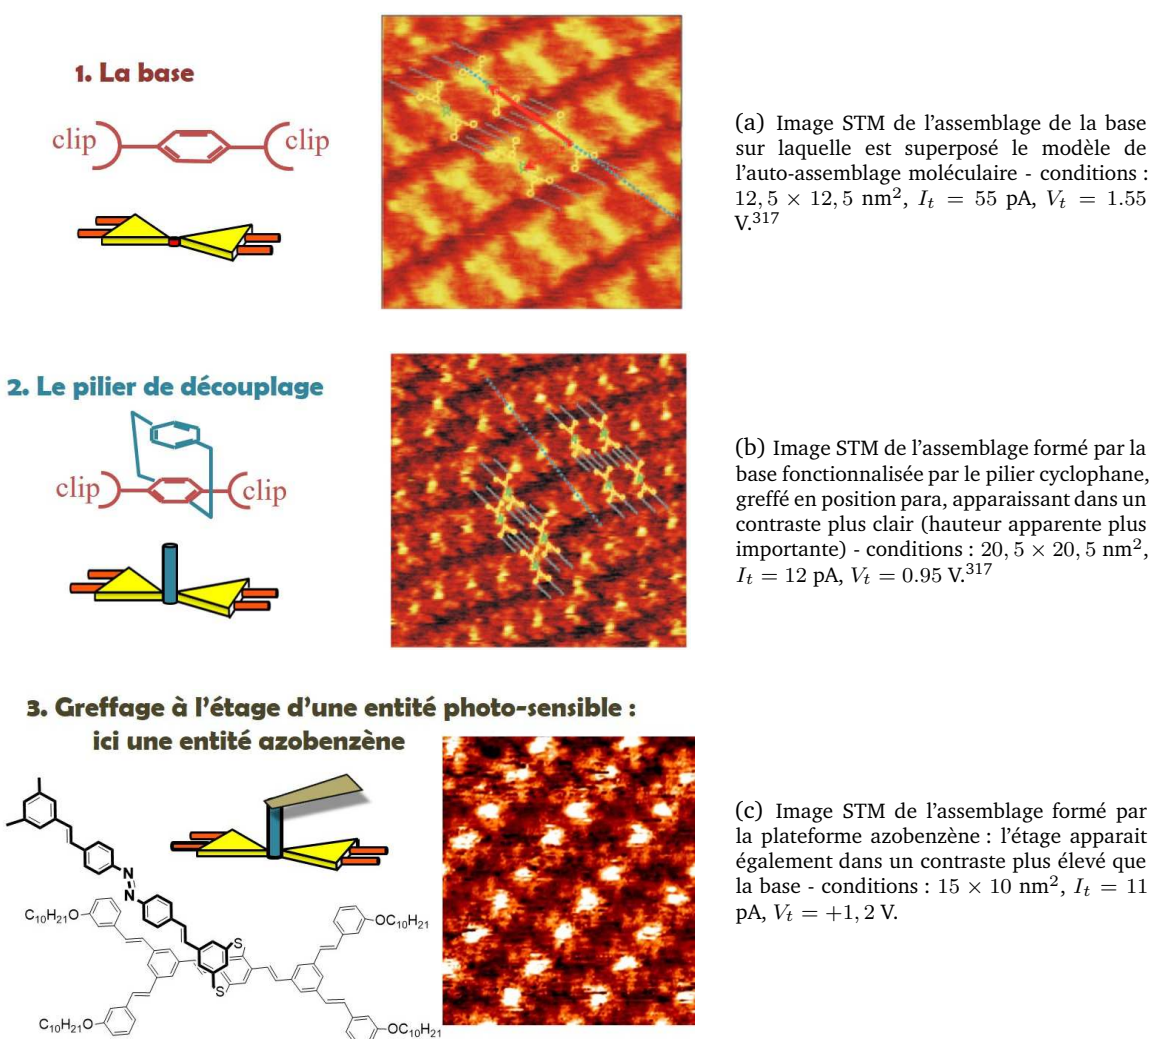 1. La base
clip
clip
(a) Image STM de l'assemblage de la base
sur laquelle est superposé le modèle de
l'auto-assemblage moléculaire - conditions :
12, 5 × 12, 5 nm², I_t = 55 pA, V_t = 1.55
V.³¹⁷
2. Le pilier de découplage
clip
clip
(b) Image STM de l'assemblage formé par la
base fonctionnalisée par le pilier cyclophane,
greffé en position para, apparaissant dans un
contraste plus clair (hauteur apparente plus
importante) - conditions : 20, 5 × 20, 5 nm²,
I_t = 12 pA, V_t = 0.95 V.³¹⁷
3. Greffage à l'étage d'une entité photo-sensible :
ici une entité azobenzène
N
N
C₁₀H₂₁O
OC₁₀H₂₁
S
S
C₁₀H₂₁O
OC₁₀H₂₁
(c) Image STM de l'assemblage formé par
la plateforme azobenzène : l'étage apparait
également dans un contraste plus élevé que
la base - conditions : 15 × 10 nm², I_t = 11
pA, V_t = +1, 2 V.